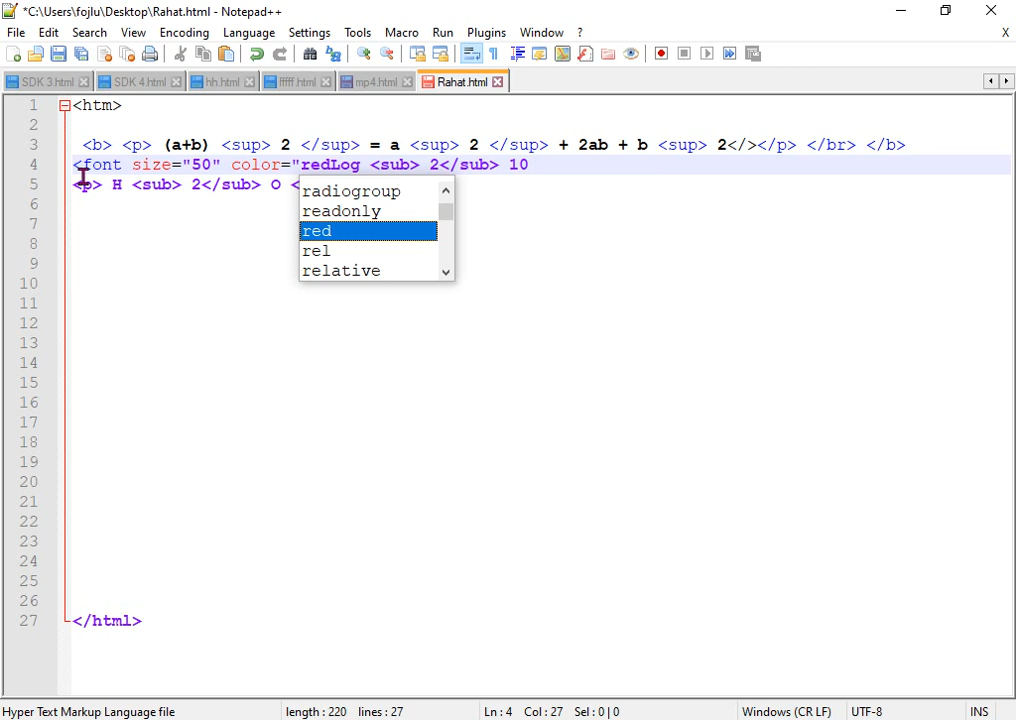 *C:\Users\fojlu\Desktop\Rahat.html - Notepad++
File Edit Search View Encoding Language Settings Tools Macro Run Plugins Window ? X
SDK 3.html SDK 4.html hh.html fffff.html mp4.html Rahat.html
1 <htm>
2
3 <b> <p> (a+b) <sup> 2 </sup> = a <sup> 2 </sup> + 2ab + b <sup> 2</></p> </br> </b>
4 <font size="50" color="redLog <sub> 2</sub> 10
5 <p> H <sub> 2</sub> O <
radiogroup
readonly
red
rel
relative
6
7
8
9
10
11
12
13
14
15
16
17
18
19
20
21
22
23
24
25
26
27 </html>
Hyper Text Markup Language file length : 220 lines : 27 Ln : 4 Col : 27 Sel : 0 | 0 Windows (CR LF) UTF-8 INS